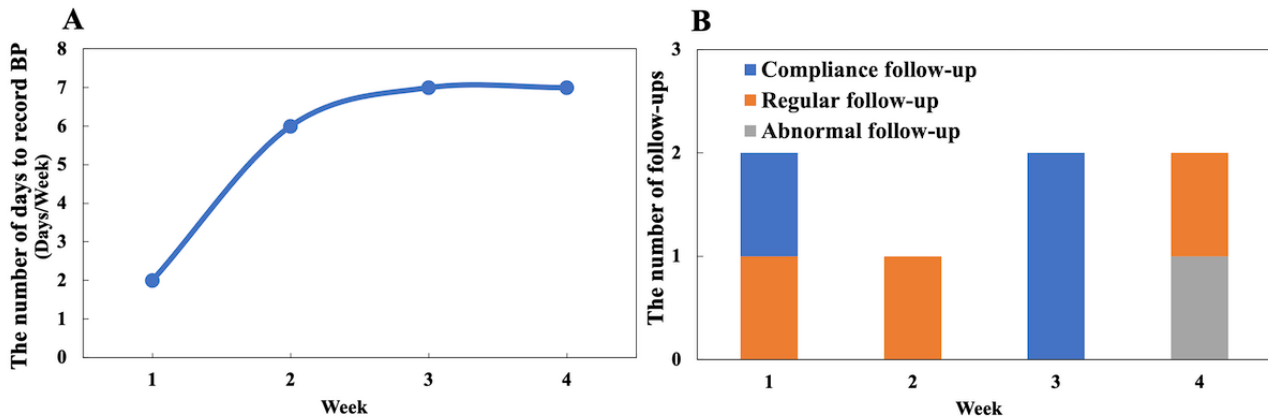 A
The number of days to record BP
(Days/Week)
8
7
6
5
4
3
2
1
0
1 2 3 4
Week
B
The number of follow-ups
3
2
1
0
Compliance follow-up
Regular follow-up
Abnormal follow-up
1 2 3 4
Week